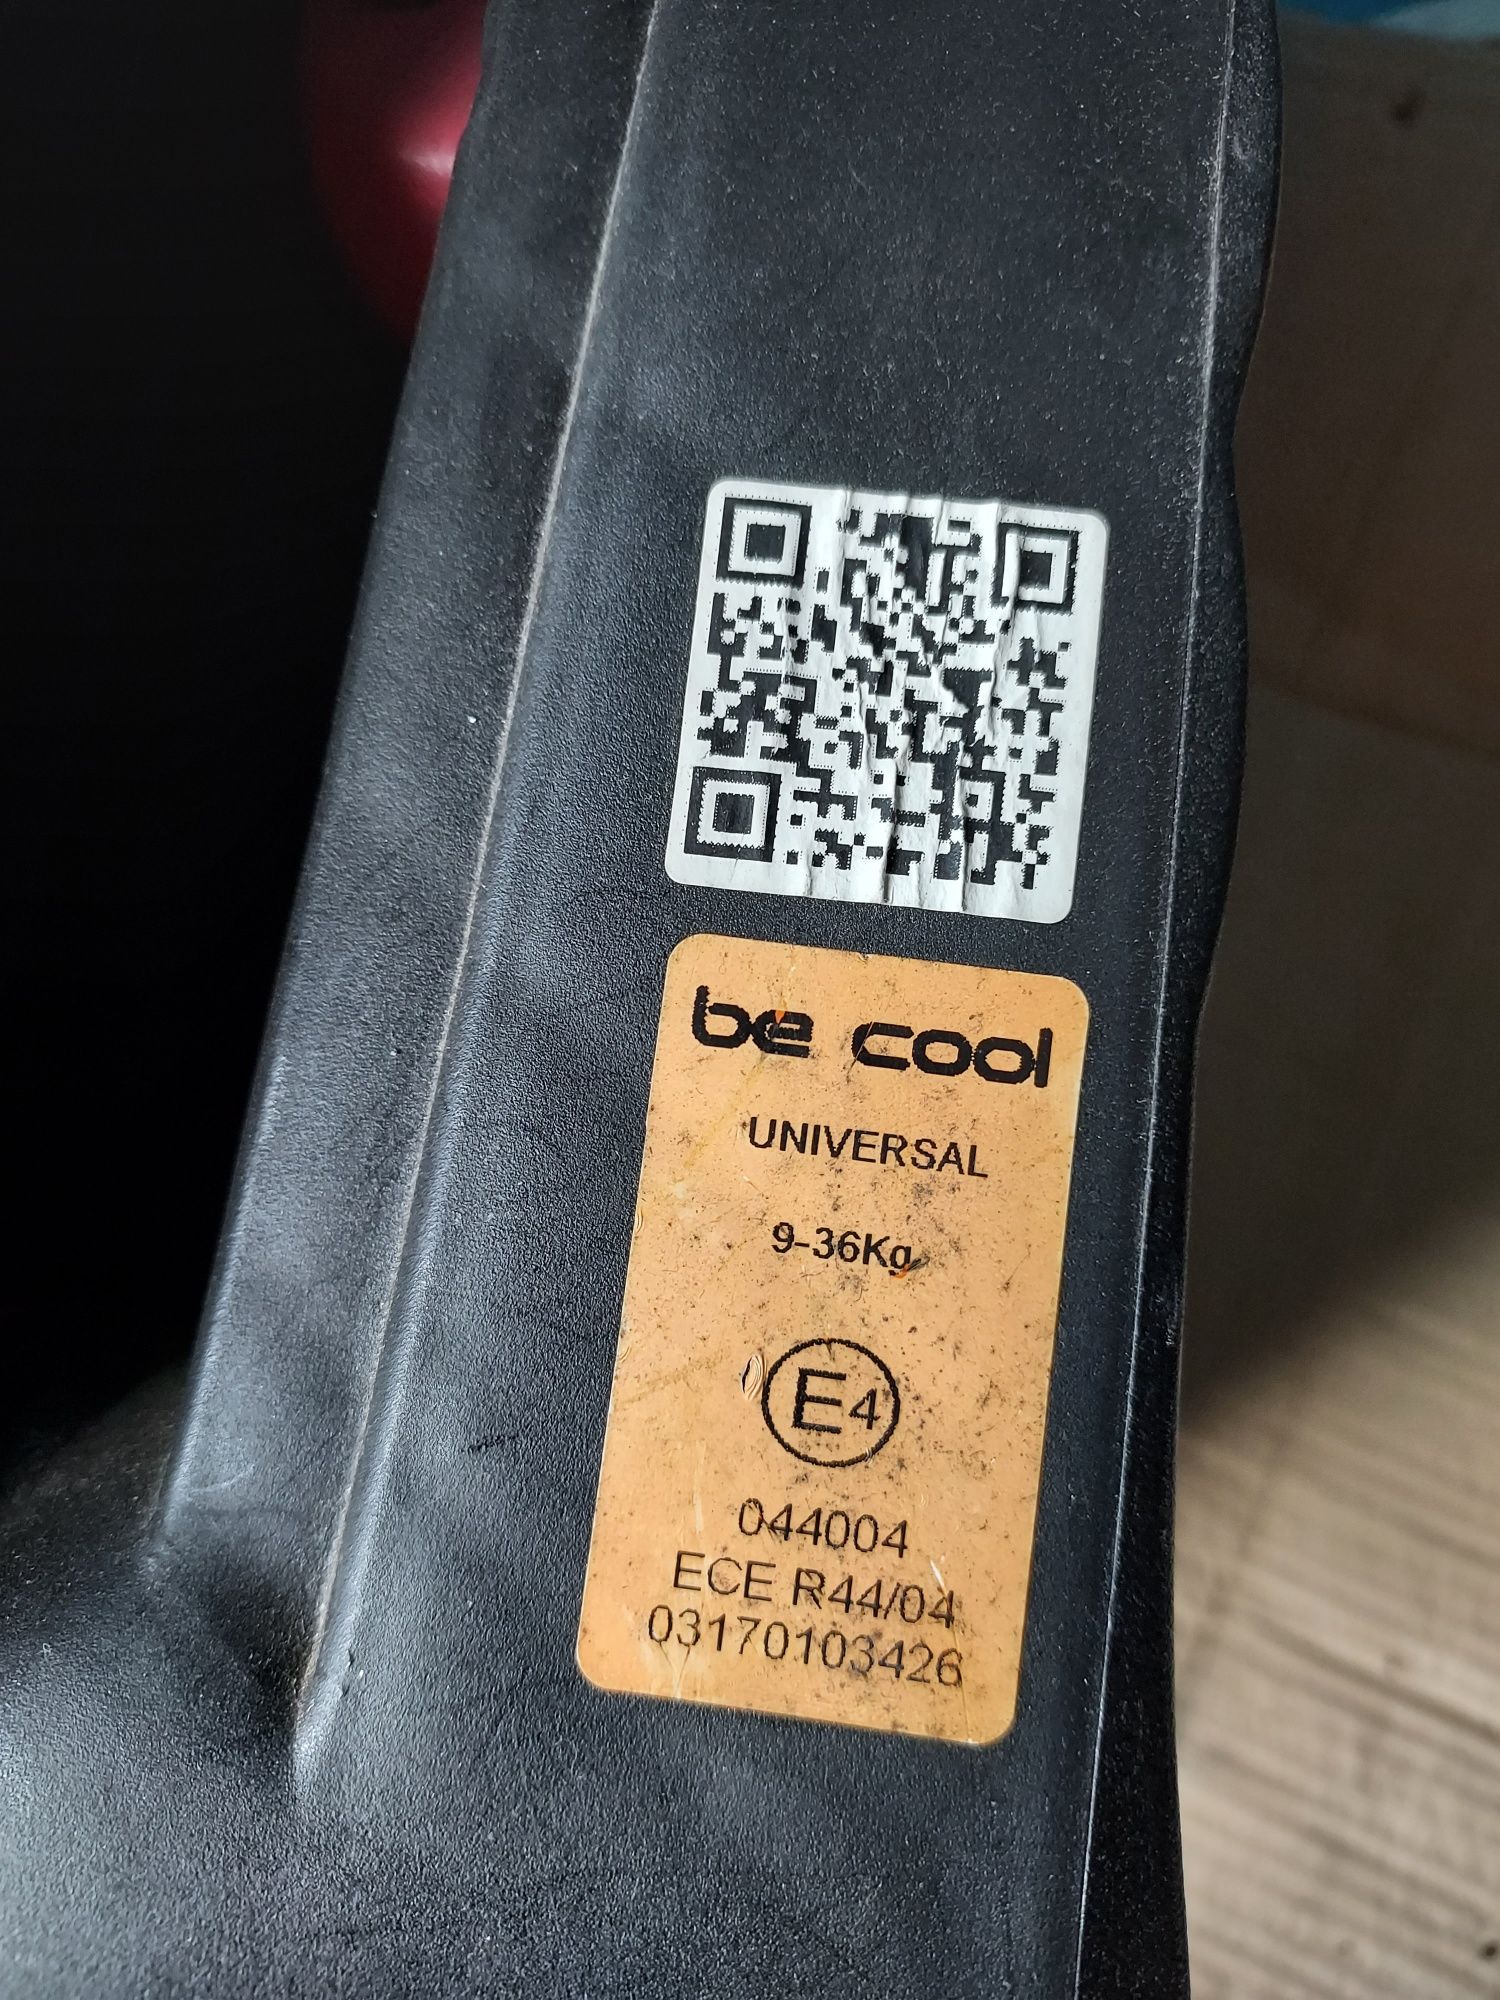 be cool
UNIVERSAL
9-36Kg
E4
044004
ECE R44/04
03170103426